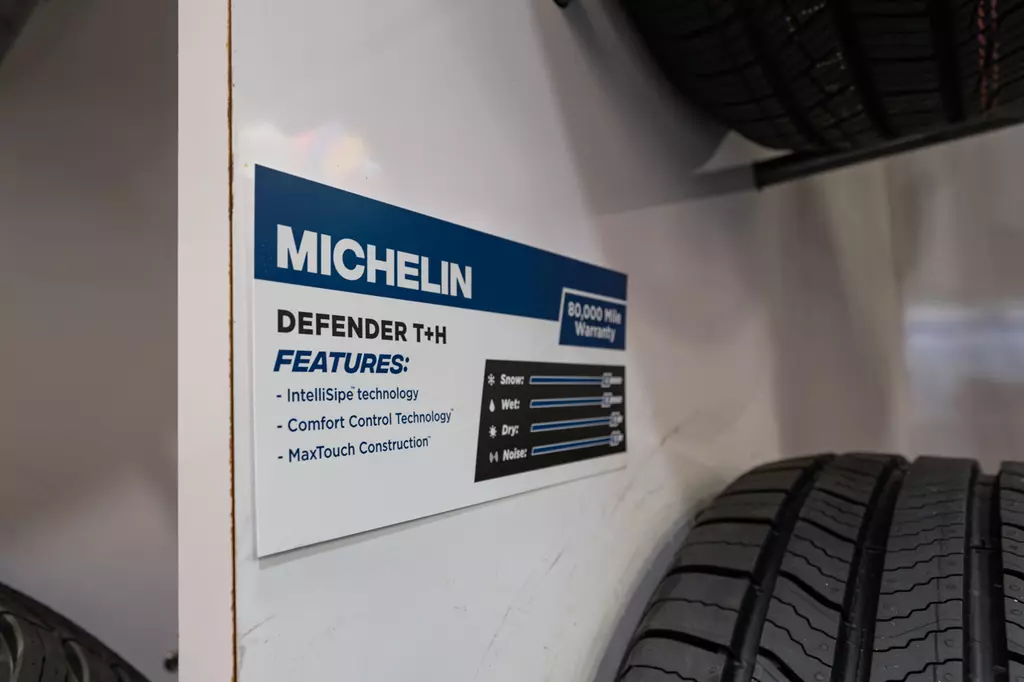 MICHELIN
80,000 Mile
Warranty
DEFENDER T+H
FEATURES:
- IntelliSipe™ technology
- Comfort Control Technology™
- MaxTouch Construction™
Snow:
Wet:
Dry:
Noise: